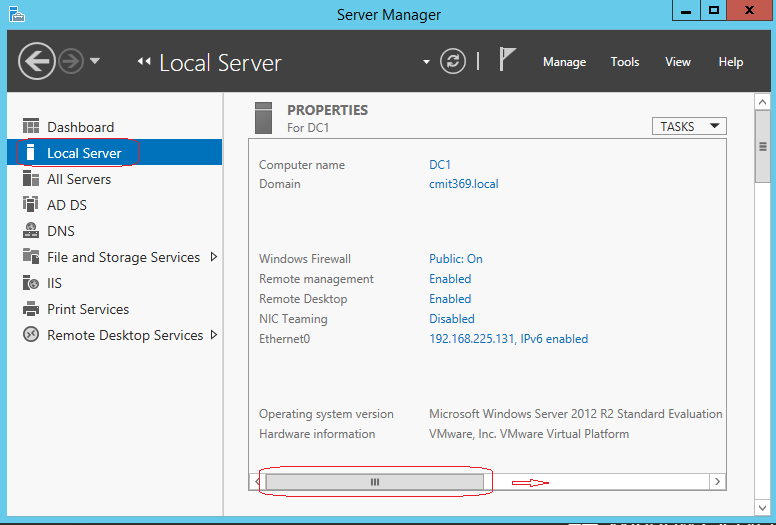 Server Manager
Local Server
Manage Tools View Help
Dashboard
Local Server
All Servers
AD DS
DNS
File and Storage Services
IIS
Print Services
Remote Desktop Services
PROPERTIES
For DC1
TASKS
Computer name DC1
Domain cmit369.local
Windows Firewall Public: On
Remote management Enabled
Remote Desktop Enabled
NIC Teaming Disabled
Ethernet0 192.168.225.131, IPv6 enabled
Operating system version Microsoft Windows Server 2012 R2 Standard Evaluation
Hardware information VMware, Inc. VMware Virtual Platform